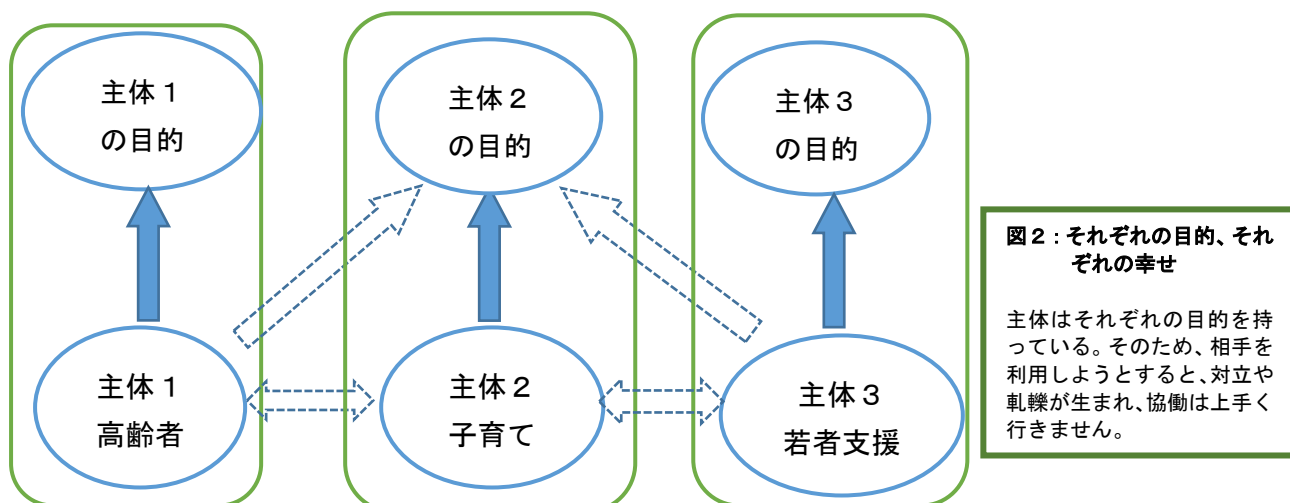 主体１
の目的
主体２
の目的
主体３
の目的
主体１
高齢者
主体２
子育て
主体３
若者支援
図２：それぞれの目的、それ
ぞれの幸せ
主体はそれぞれの目的を持
っている。そのため、相手を
利用しようとすると、対立や
軋轢が生まれ、協働は上手く
行きません。